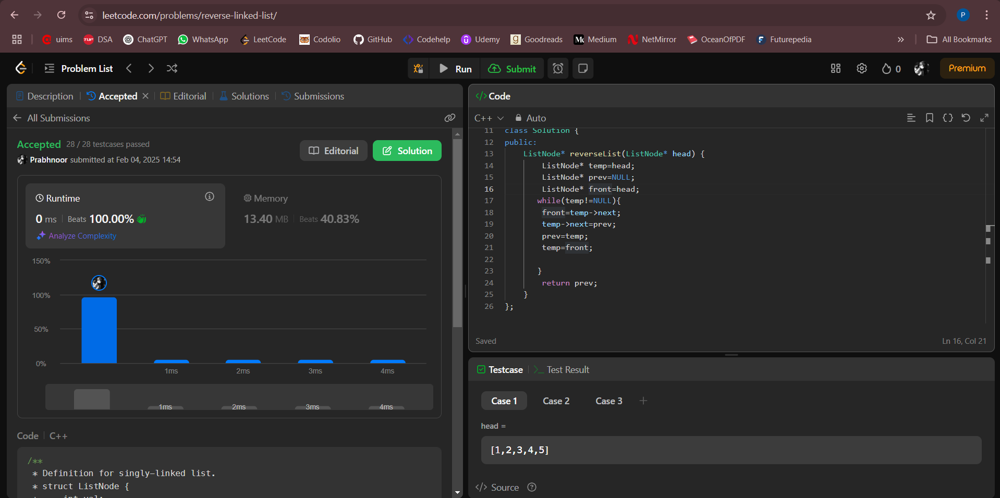 leetcode.com/problems/reverse-linked-list/
P
uims
TUF DSA
ChatGPT
WhatsApp
LeetCode
Codolio
GitHub
Codehelp
Udemy
g Goodreads
Medium
NetMirror
OceanOfPDF
F Futurepedia
»
All Bookmarks
Problem List
Run
Submit
0
Premium
Description
Accepted
Editorial
Solutions
Submissions
All Submissions
Accepted 28 / 28 testcases passed
Prabhnoor submitted at Feb 04, 2025 14:54
Editorial
Solution
Runtime
0 ms Beats 100.00%
Analyze Complexity
Memory
13.40 MB Beats 40.83%
150%
100%
50%
0%
1ms 2ms 3ms 4ms
1ms 2ms 3ms 4ms
Code C++
/**
* Definition for singly-linked list.
* struct ListNode {
</> Code
C++ Auto
11 class Solution {
12 public:
13 ListNode* reverseList(ListNode* head) {
14 ListNode* temp=head;
15 ListNode* prev=NULL;
16 ListNode* front=head;
17 while(temp!=NULL){
18 front=temp->next;
19 temp->next=prev;
20 prev=temp;
21 temp=front;
22
23 }
24 return prev;
25 }
26 };
Saved
Ln 16, Col 21
Testcase
>_ Test Result
Case 1 Case 2 Case 3 +
head =
[1,2,3,4,5]
</> Source ?